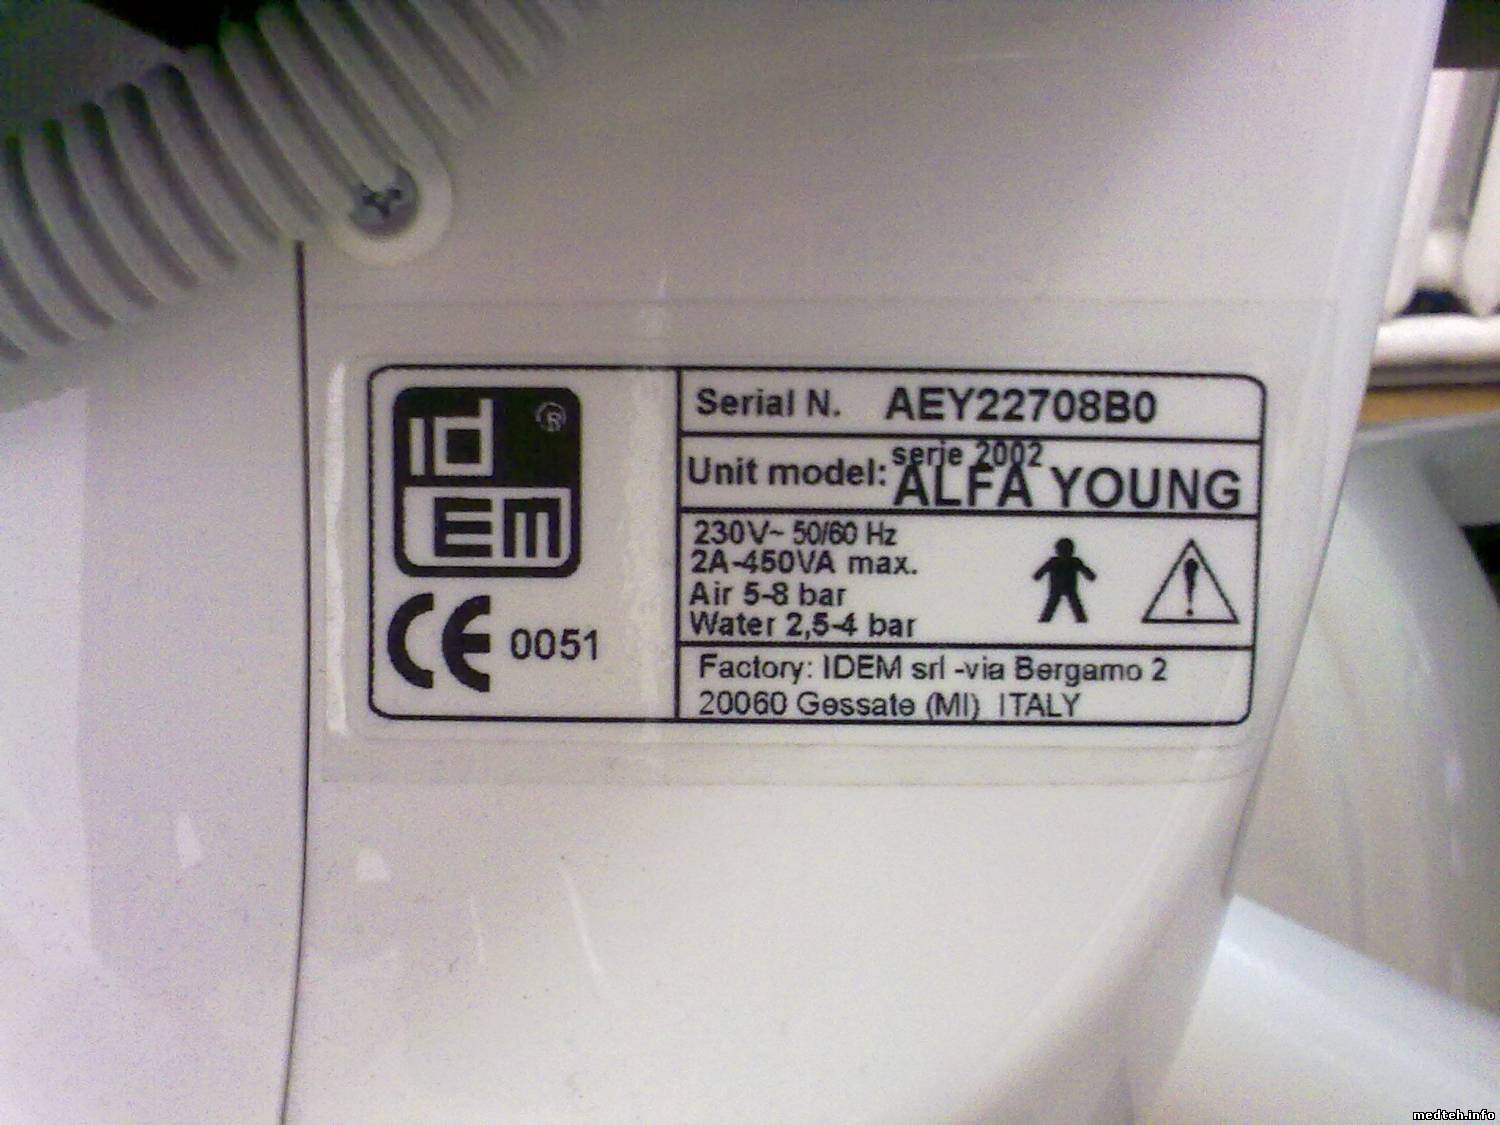 id ®
EM
CE 0051
Serial N. AEY22708B0
Unit model: serie 2002
ALFA YOUNG
230V~ 50/60 Hz
2A-450VA max.
Air 5-8 bar
Water 2,5-4 bar
Factory: IDEM srl -via Bergamo 2
20060 Gessate (MI) ITALY
medteh.info